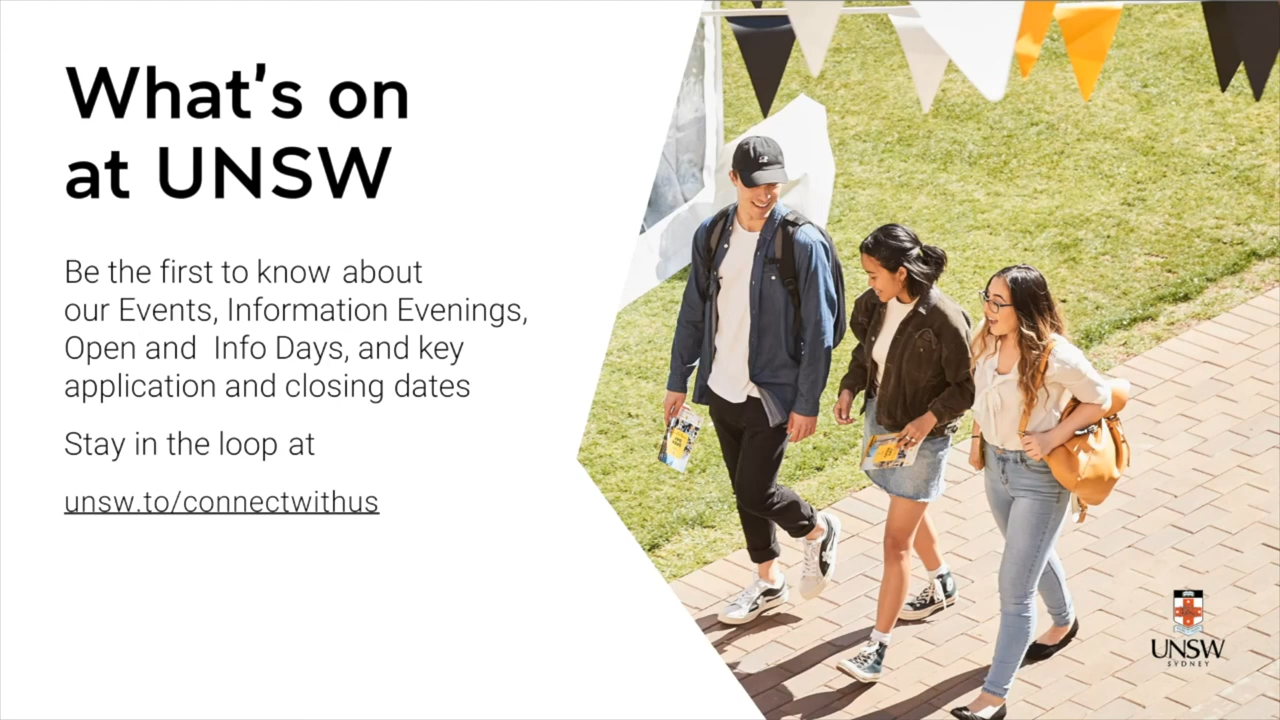 What's on
at UNSW
Be the first to know about
our Events, Information Evenings,
Open and Info Days, and key
application and closing dates
Stay in the loop at
unsw.to/connectwithus
UNSW
SYDNEY